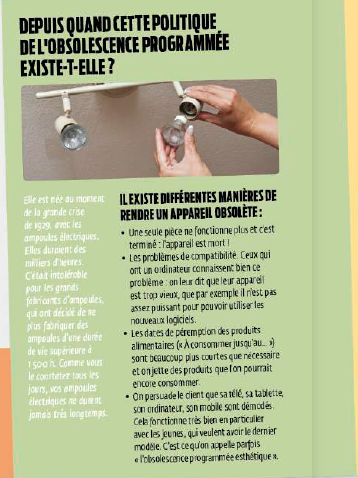 DEPUIS QUAND CETTE POLITIQUE
DE L'OBSOLESCENCE PROGRAMMÉE
EXISTE-T-ELLE ?
Elle est née au moment
de la grande crise
de 1929, avec les
ampoules électriques.
Elles duraient des
milliers d'heures.
C'était intolérable
pour les grands
fabricants d'ampoules,
qui ont décidé de ne
plus fabriquer des
ampoules d'une durée
de vie supérieure à
1 500 h. Comme vous
le constatez tous les
jours, vos ampoules
électriques ne durent
jamais très longtemps.
IL EXISTE DIFFÉRENTES MANIÈRES DE
RENDRE UN APPAREIL OBSOLÈTE :
• Une seule pièce ne fonctionne plus et c'est
terminé : l'appareil est mort !
• Les problèmes de compatibilité. Ceux qui
ont un ordinateur connaissent bien ce
problème : on leur dit que leur appareil
est trop vieux, que par exemple il n'est pas
assez puissant pour pouvoir utiliser les
nouveaux logiciels.
• Les dates de péremption des produits
alimentaires (« À consommer jusqu'au... »)
sont beaucoup plus courtes que nécessaire
et on jette des produits que l'on pourrait
encore consommer.
• On persuade le client que sa télé, sa tablette,
son ordinateur, son mobile sont démodés.
Cela fonctionne très bien en particulier
avec les jeunes, qui veulent avoir le dernier
modèle. C'est ce qu'on appelle parfois
« l'obsolescence programmée esthétique ».